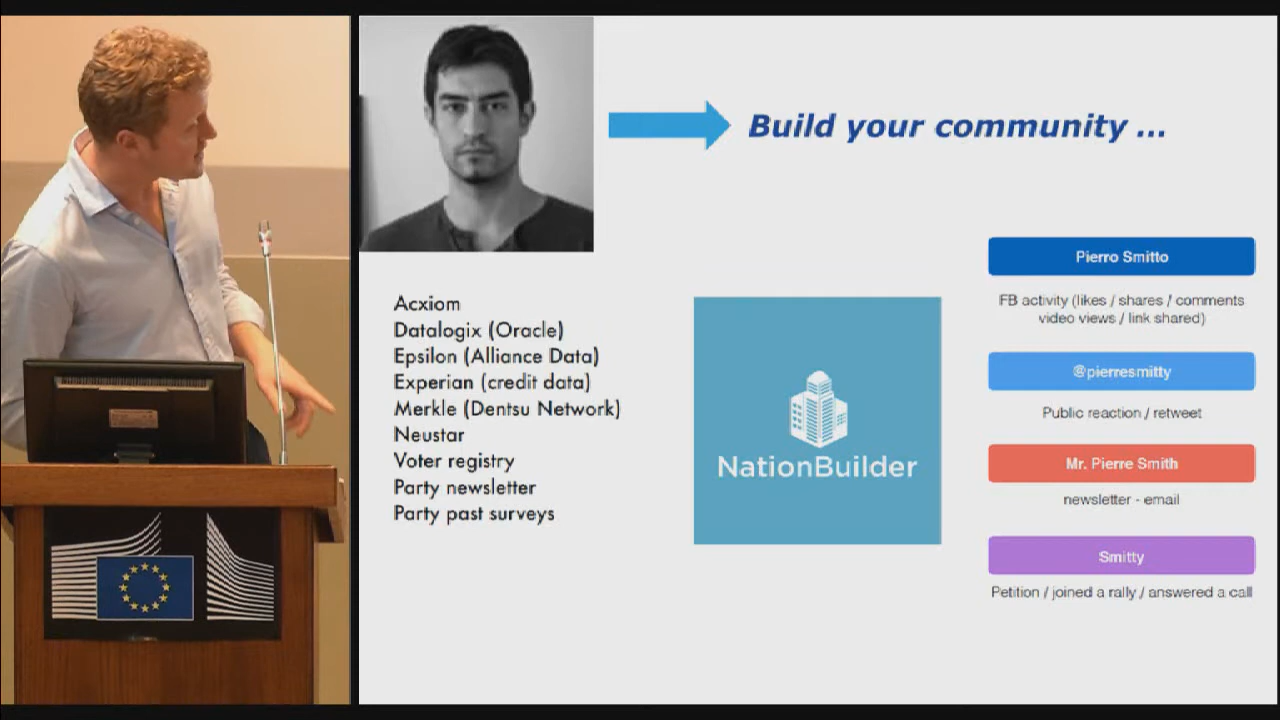 Build your community ...
Acxiom
Datalogix (Oracle)
Epsilon (Alliance Data)
Experian (credit data)
Merkle (Dentsu Network)
Neustar
Voter registry
Party newsletter
Party past surveys
NationBuilder
Pierro Smitto
FB activity (likes / shares / comments
video views / link shared)
@pierresmitty
Public reaction / retweet
Mr. Pierre Smith
newsletter - email
Smitty
Petition / joined a rally / answered a call